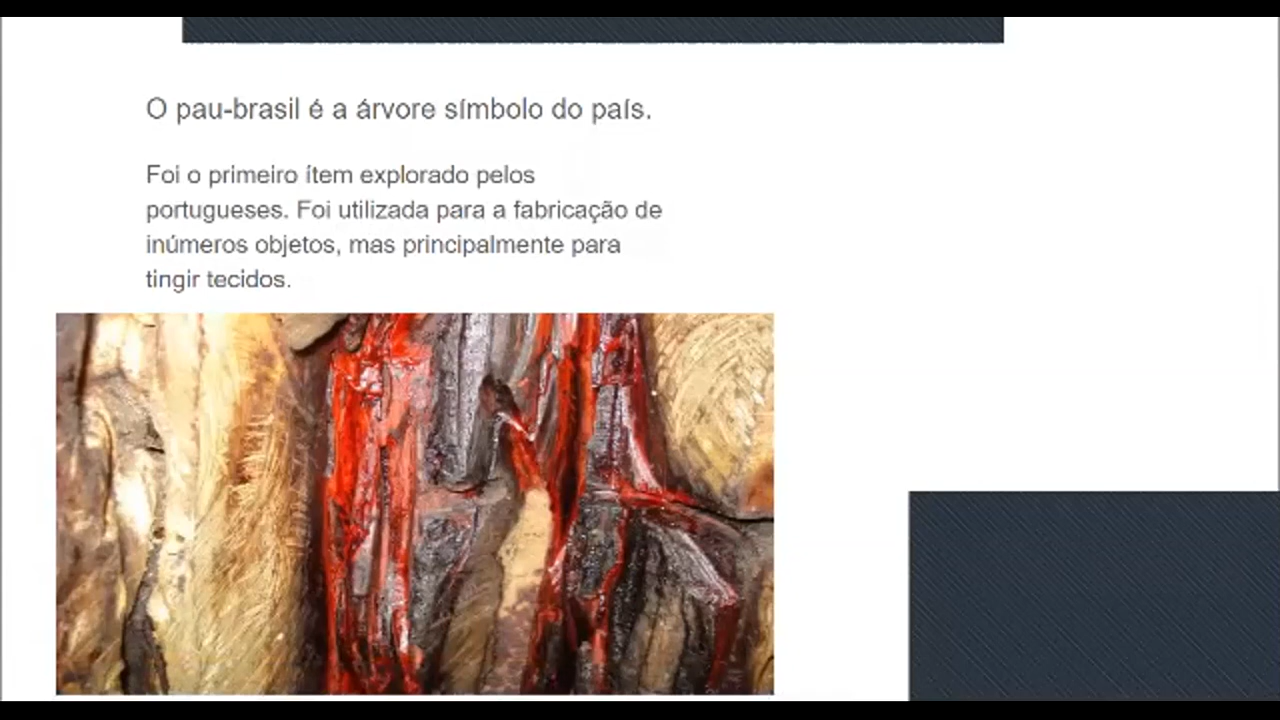 O pau-brasil é a árvore símbolo do país.
Foi o primeiro ítem explorado pelos
portugueses. Foi utilizada para a fabricação de
inúmeros objetos, mas principalmente para
tingir tecidos.